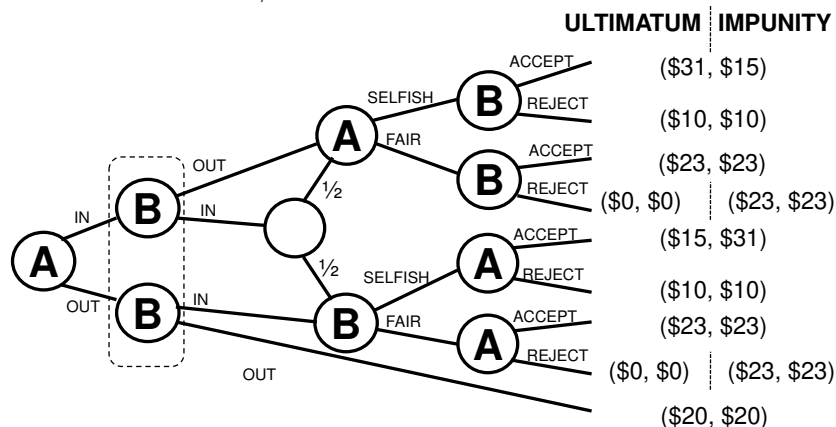 ULTIMATUM IMPUNITY
ACCEPT
($31, $15)
SELFISH
B
REJECT
($10, $10)
A
OUT
FAIR
ACCEPT
($23, $23)
B
½
REJECT
($0, $0) ($23, $23)
IN
B
IN
ACCEPT
($15, $31)
A
½
SELFISH
A
REJECT
($10, $10)
OUT
B
IN
B
FAIR
ACCEPT
($23, $23)
A
REJECT
($0, $0) ($23, $23)
OUT
($20, $20)